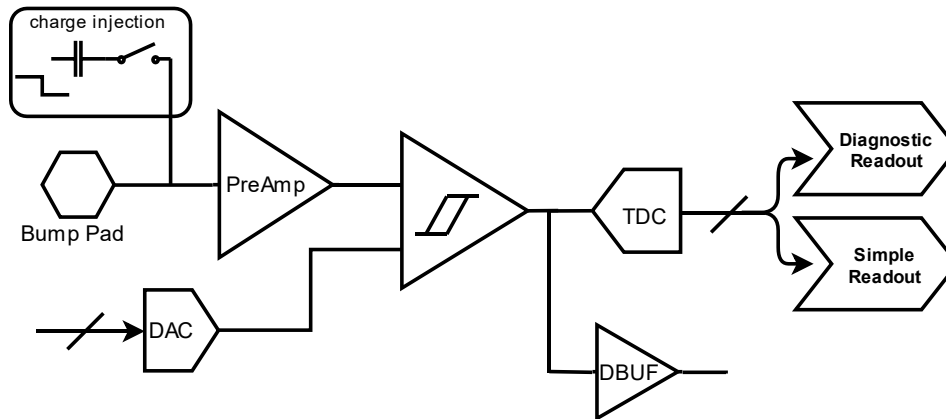 charge injection
PreAmp
Bump Pad
DAC
TDC
DBUF
Diagnostic
Readout
Simple
Readout